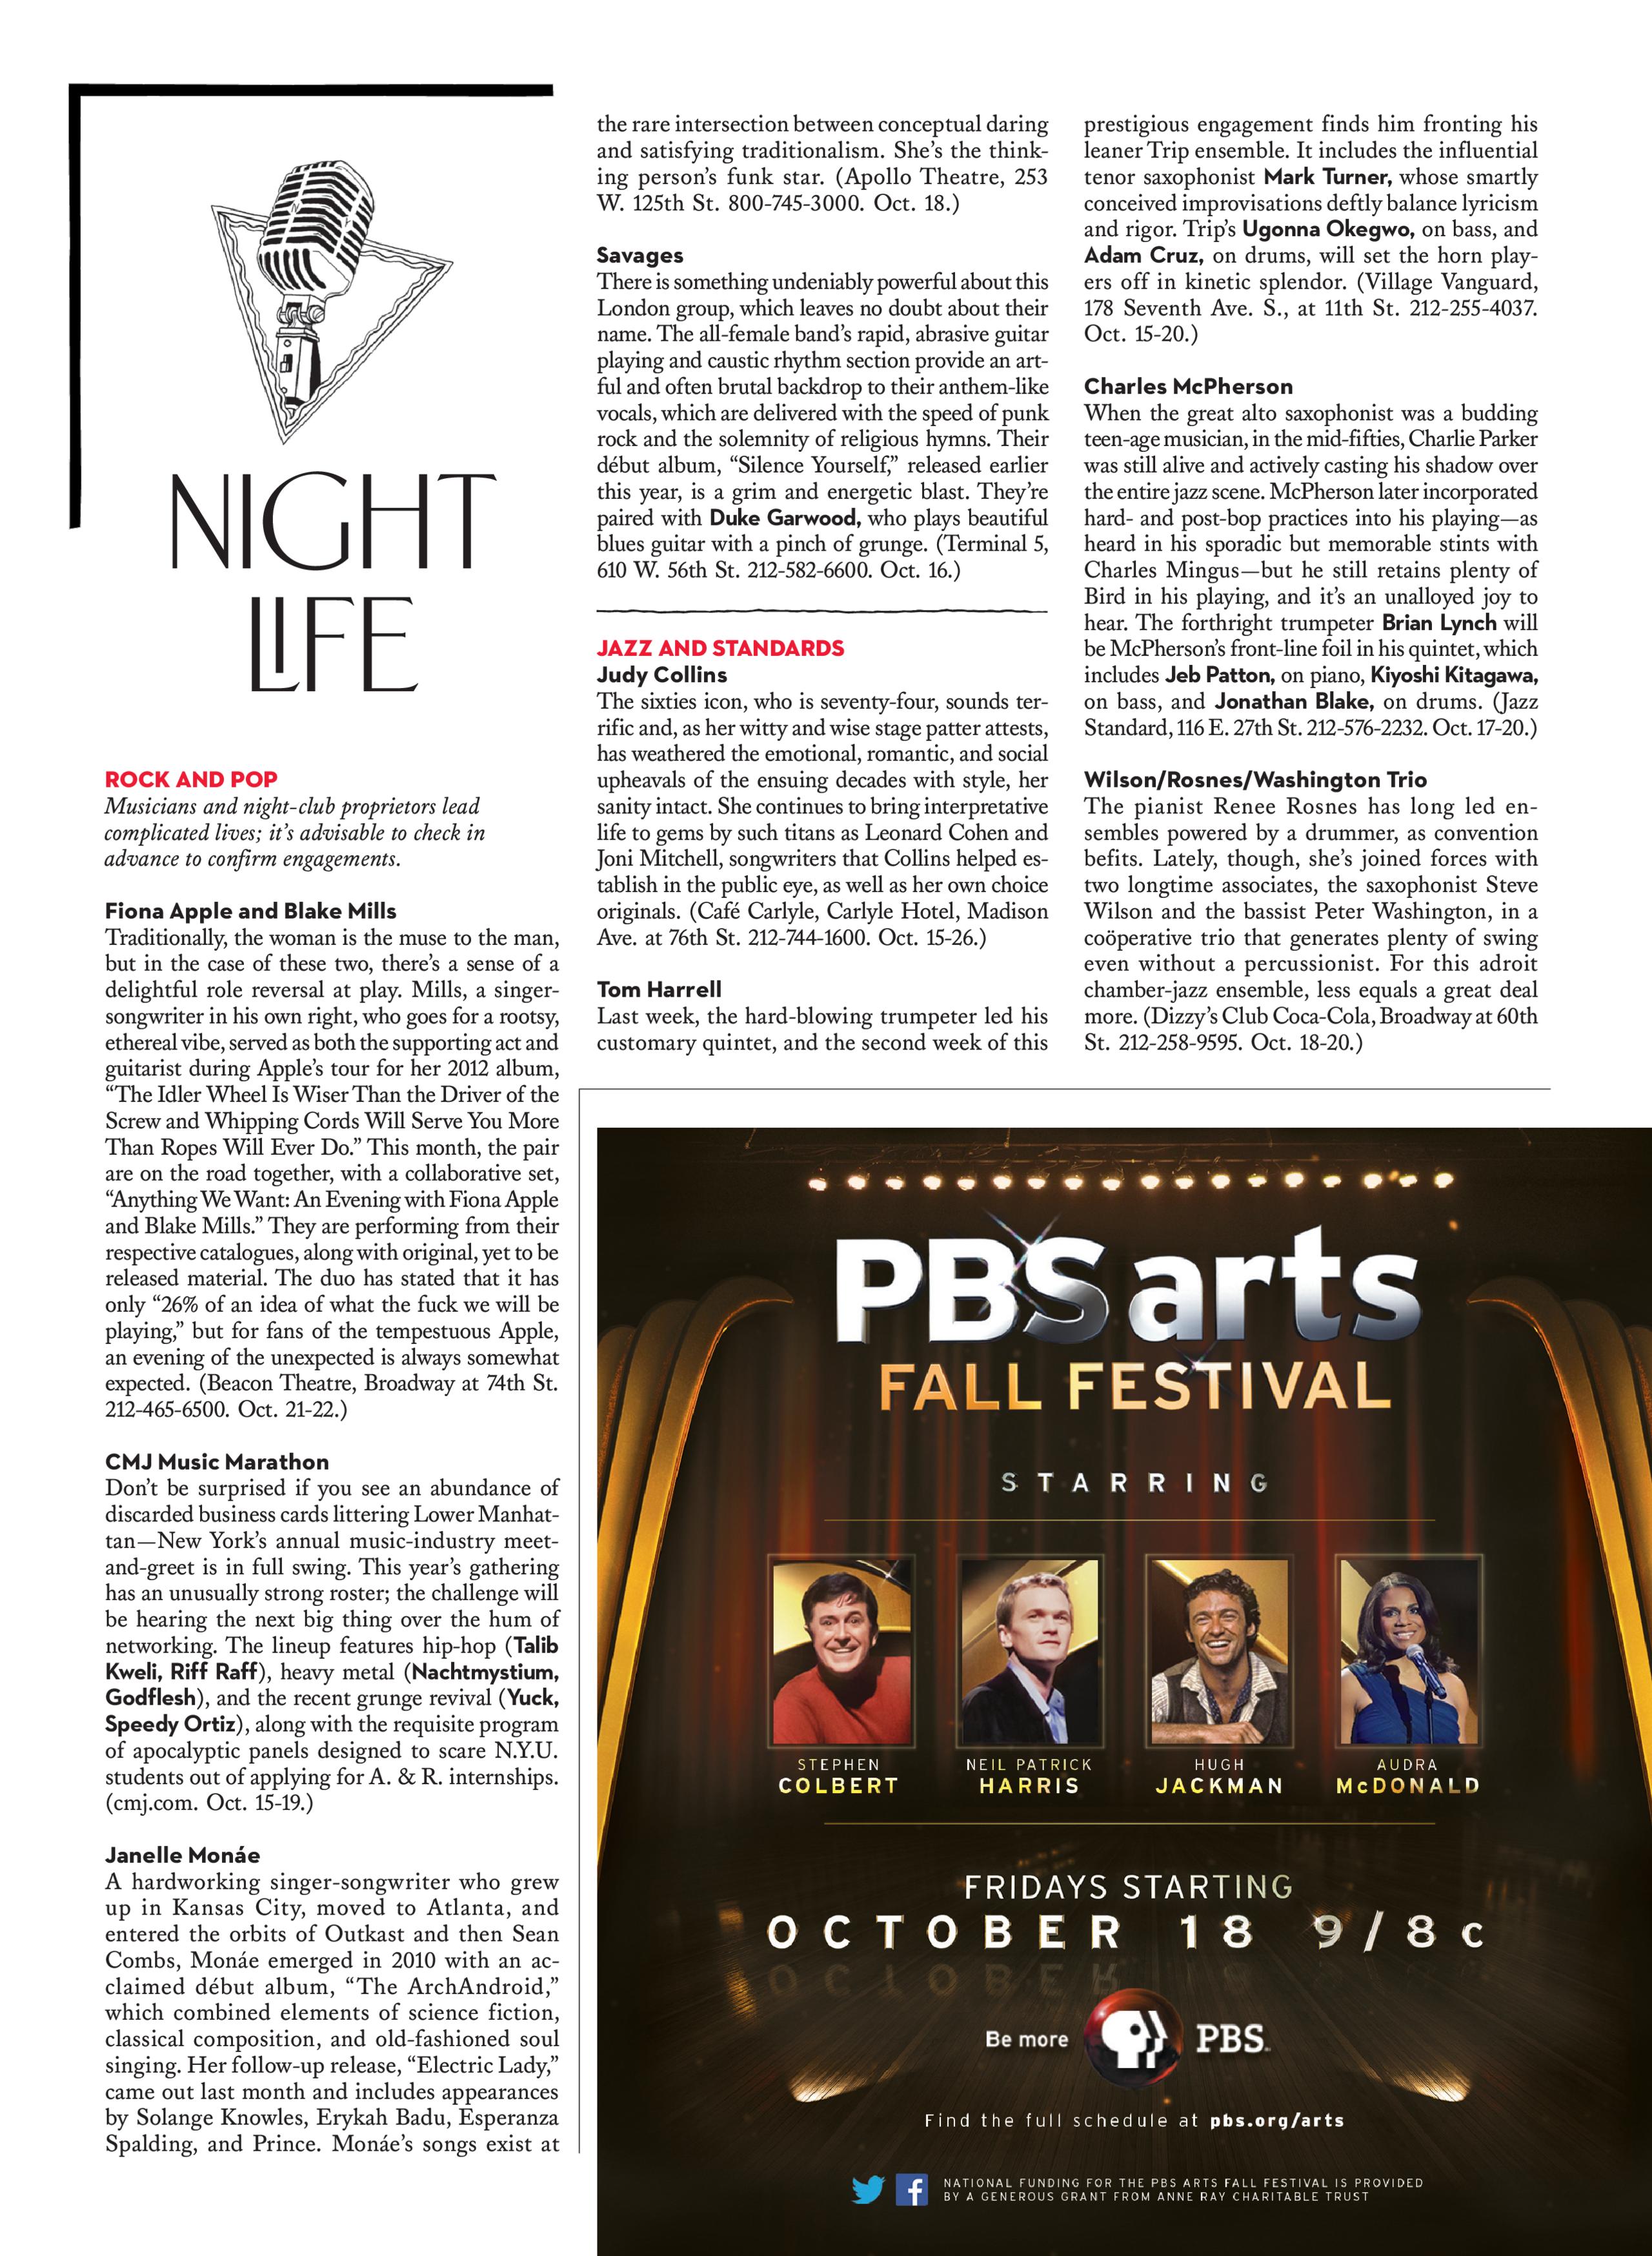 NIGHT
LIFE
ROCK AND POP
Musicians and night-club proprietors lead
complicated lives; it's advisable to check in
advance to confirm engagements.
Fiona Apple and Blake Mills
Traditionally, the woman is the muse to the man,
but in the case of these two, there's a sense of a
delightful role reversal at play. Mills, a singer-
songwriter in his own right, who goes for a rootsy,
ethereal vibe, served as both the supporting act and
guitarist during Apple's tour for her 2012 album,
“The Idler Wheel Is Wiser Than the Driver of the
Screw and Whipping Cords Will Serve You More
Than Ropes Will Ever Do.” This month, the pair
are on the road together, with a collaborative set,
“Anything We Want: An Evening with Fiona Apple
and Blake Mills.” They are performing from their
respective catalogues, along with original, yet to be
released material. The duo has stated that it has
only “26% of an idea of what the fuck we will be
playing,” but for fans of the tempestuous Apple,
an evening of the unexpected is always somewhat
expected. (Beacon Theatre, Broadway at 74th St.
212-465-6500. Oct. 21-22.)
CMJ Music Marathon
Don't be surprised if you see an abundance of
discarded business cards littering Lower Manhat-
tan—New York's annual music-industry meet-
and-greet is in full swing. This year's gathering
has an unusually strong roster; the challenge will
be hearing the next big thing over the hum of
networking. The lineup features hip-hop (Talib
Kweli, Riff Raff), heavy metal (Nachtmystium,
Godflesh), and the recent grunge revival (Yuck,
Speedy Ortiz), along with the requisite program
of apocalyptic panels designed to scare N.Y.U.
students out of applying for A. & R. internships.
(cmj.com. Oct. 15-19.)
Janelle Monáe
A hardworking singer-songwriter who grew
up in Kansas City, moved to Atlanta, and
entered the orbits of Outkast and then Sean
Combs, Monáe emerged in 2010 with an ac-
claimed début album, “The ArchAndroid,”
which combined elements of science fiction,
classical composition, and old-fashioned soul
singing. Her follow-up release, “Electric Lady,”
came out last month and includes appearances
by Solange Knowles, Erykah Badu, Esperanza
Spalding, and Prince. Monáe's songs exist at
the rare intersection between conceptual daring
and satisfying traditionalism. She's the think-
ing person's funk star. (Apollo Theatre, 253
W. 125th St. 800-745-3000. Oct. 18.)
Savages
There is something undeniably powerful about this
London group, which leaves no doubt about their
name. The all-female band's rapid, abrasive guitar
playing and caustic rhythm section provide an art-
ful and often brutal backdrop to their anthem-like
vocals, which are delivered with the speed of punk
rock and the solemnity of religious hymns. Their
début album, “Silence Yourself,” released earlier
this year, is a grim and energetic blast. They're
paired with Duke Garwood, who plays beautiful
blues guitar with a pinch of grunge. (Terminal 5,
610 W. 56th St. 212-582-6600. Oct. 16.)
JAZZ AND STANDARDS
Judy Collins
The sixties icon, who is seventy-four, sounds ter-
rific and, as her witty and wise stage patter attests,
has weathered the emotional, romantic, and social
upheavals of the ensuing decades with style, her
sanity intact. She continues to bring interpretative
life to gems by such titans as Leonard Cohen and
Joni Mitchell, songwriters that Collins helped es-
tablish in the public eye, as well as her own choice
originals. (Café Carlyle, Carlyle Hotel, Madison
Ave. at 76th St. 212-744-1600. Oct. 15-26.)
Tom Harrell
Last week, the hard-blowing trumpeter led his
customary quintet, and the second week of this
prestigious engagement finds him fronting his
leaner Trip ensemble. It includes the influential
tenor saxophonist Mark Turner, whose smartly
conceived improvisations deftly balance lyricism
and rigor. Trip's Ugonna Okegwo, on bass, and
Adam Cruz, on drums, will set the horn play-
ers off in kinetic splendor. (Village Vanguard,
178 Seventh Ave. S., at 11th St. 212-255-4037.
Oct. 15-20.)
Charles McPherson
When the great alto saxophonist was a budding
teen-age musician, in the mid-fifties, Charlie Parker
was still alive and actively casting his shadow over
the entire jazz scene. McPherson later incorporated
hard- and post-bop practices into his playing—as
heard in his sporadic but memorable stints with
Charles Mingus—but he still retains plenty of
Bird in his playing, and it's an unalloyed joy to
hear. The forthright trumpeter Brian Lynch will
be McPherson's front-line foil in his quintet, which
includes Jeb Patton, on piano, Kiyoshi Kitagawa,
on bass, and Jonathan Blake, on drums. (Jazz
Standard, 116 E. 27th St. 212-576-2232. Oct. 17-20.)
Wilson/Rosnes/Washington Trio
The pianist Renee Rosnes has long led en-
sembles powered by a drummer, as convention
befits. Lately, though, she's joined forces with
two longtime associates, the saxophonist Steve
Wilson and the bassist Peter Washington, in a
coöperative trio that generates plenty of swing
even without a percussionist. For this adroit
chamber-jazz ensemble, less equals a great deal
more. (Dizzy's Club Coca-Cola, Broadway at 60th
St. 212-258-9595. Oct. 18-20.)
PBS arts
FALL FESTIVAL
STARRING
STEPHEN
COLBERT
NEIL PATRICK
HARRIS
HUGH
JACKMAN
AUDRA
McDONALD
FRIDAYS STARTING
OCTOBER 18 9/8c
Be more PBS.
Find the full schedule at pbs.org/arts
NATIONAL FUNDING FOR THE PBS ARTS FALL FESTIVAL IS PROVIDED
BY A GENEROUS GRANT FROM ANNE RAY CHARITABLE TRUST